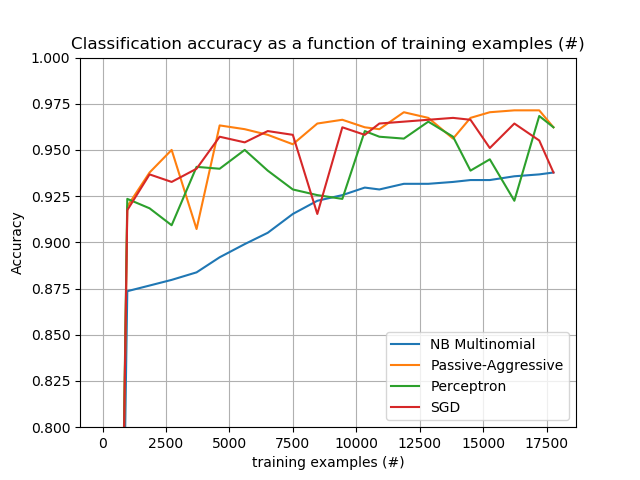 Classification accuracy as a function of training examples (#)
1.000
0.975
0.950
0.925
0.900
0.875
0.850
0.825
0.800
Accuracy
NB Multinomial
Passive-Aggressive
Perceptron
SGD
0 2500 5000 7500 10000 12500 15000 17500
training examples (#)